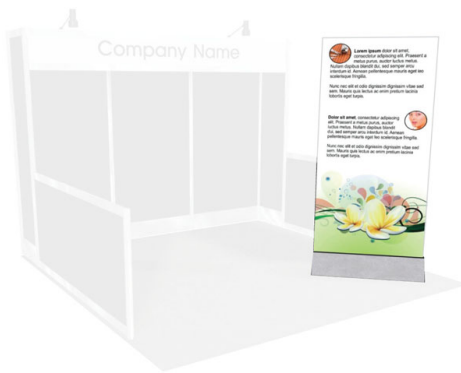 Company Name
Lorem ipsum dolor sit amet,
consectetur adipiscing elit. Praesent a
metus purus, auctor luctus metus.
Nullam dapibus blandit dui, sed semper arcu
interdum id. Aenean pellentesque mauris eget leo
scelerisque fringilla.
Nunc nec elit et odio dignissim dignissim vitae sed
sem. Mauris quis lectus ac enim pretium lacinia
lobortis eget turpis.
Dolor sit amet, consectetur adipiscing
elit. Praesent a metus purus, auctor
luctus metus. Nullam dapibus blandit
dui, sed semper arcu interdum id. Aenean
pellentesque mauris eget leo scelerisque fringilla.
Nunc nec elit et odio dignissim dignissim vitae sed
sem. Mauris quis lectus ac enim pretium lacinia
lobortis eget turpis.